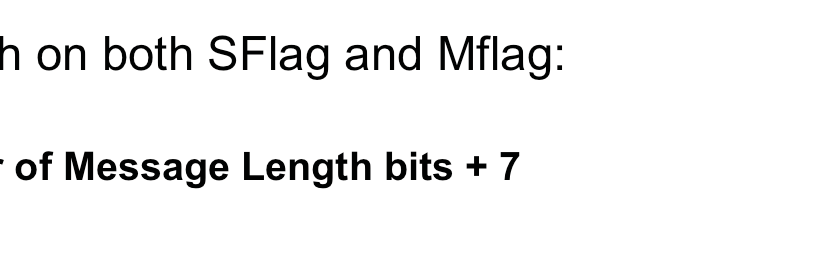 h on both SFlag and Mflag:
r of Message Length bits + 7